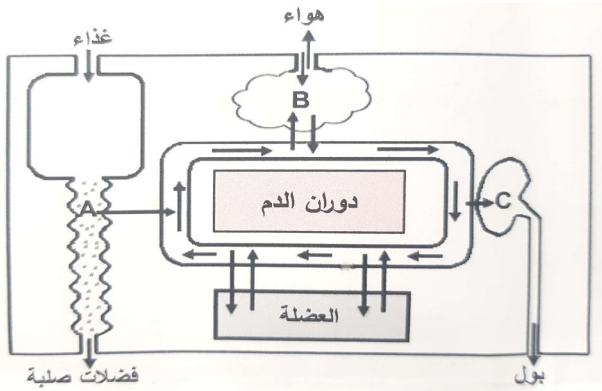 هواء
غذاء
B
A
دوران الدم
C
العضلة
فضلات صلبة
بول